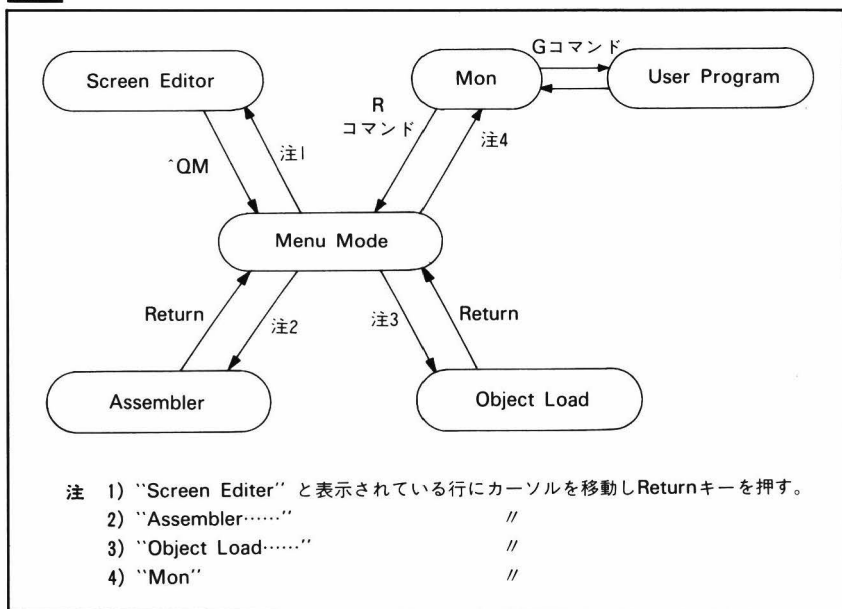 Gコマンド
Screen Editor
Mon
User Program
R
コマンド
^QM
注1
注4
Menu Mode
Return
注2
注3
Return
Assembler
Object Load
注 1) “Screen Editer” と表示されている行にカーソルを移動しReturnキーを押す。
2) “Assembler……” 〃
3) “Object Load……” 〃
4) “Mon” 〃